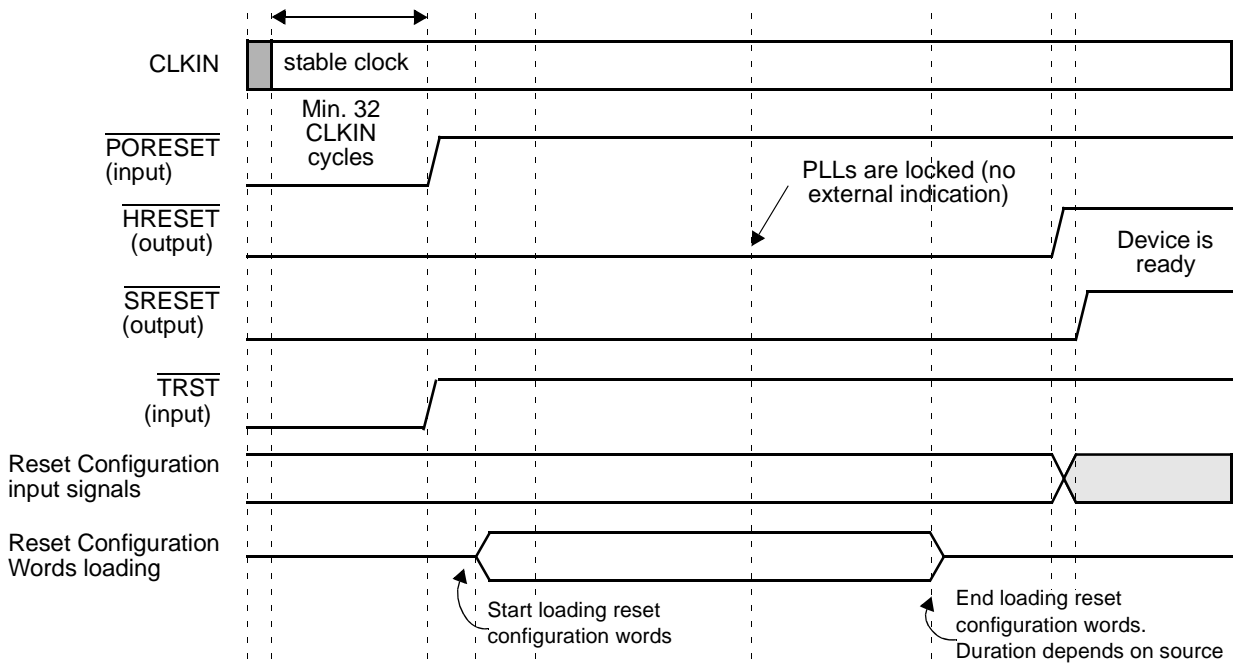 CLKIN
stable clock
Min. 32
CLKIN
cycles
PORESET
(input)
PLLs are locked (no
external indication)
HRESET
(output)
Device is
ready
SRESET
(output)
TRST
(input)
Reset Configuration
input signals
Reset Configuration
Words loading
Start loading reset
configuration words
End loading reset
configuration words.
Duration depends on source